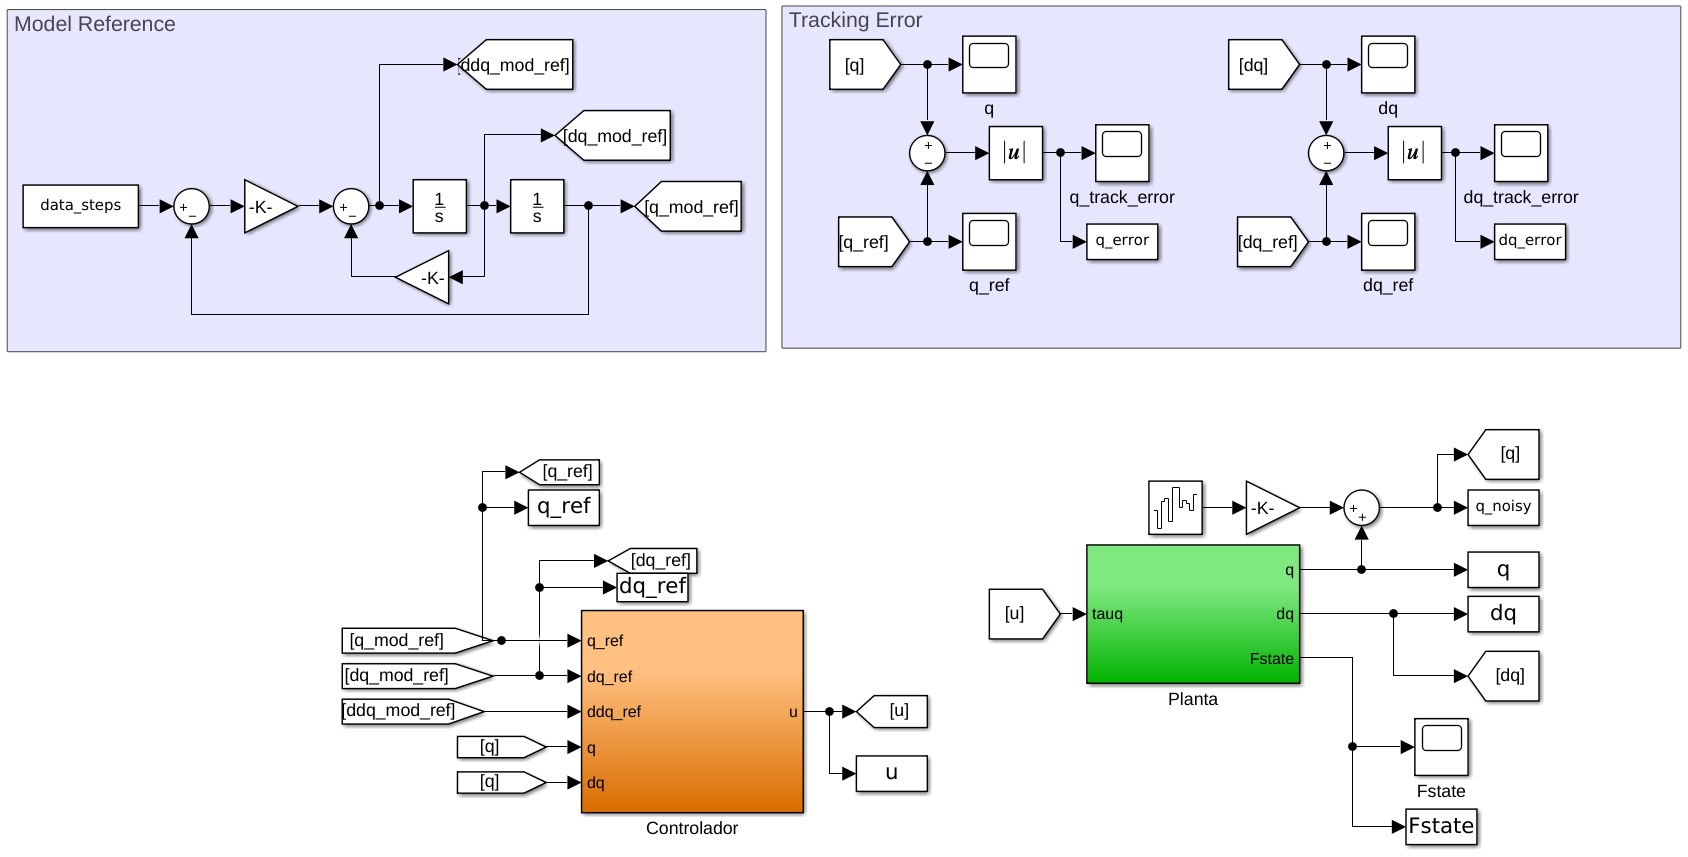 Model Reference
[ddq_mod_ref]
[dq_mod_ref]
data_steps
+
−
-K-
+
−
1
s
1
s
[q_mod_ref]
-K-
Tracking Error
[q]
q
+
−
|u|
q_track_error
[q_ref]
q_error
q_ref
[dq]
dq
+
−
|u|
dq_track_error
[dq_ref]
dq_error
dq_ref
[q_ref]
q_ref
[dq_ref]
dq_ref
[q_mod_ref]
[dq_mod_ref]
[ddq_mod_ref]
[q]
[q]
q_ref
dq_ref
ddq_ref
q
dq
u
Controlador
[u]
u
[u]
tauq
q
dq
Fstate
Planta
-K-
+
+
[q]
q_noisy
q
dq
[dq]
Fstate
Fstate